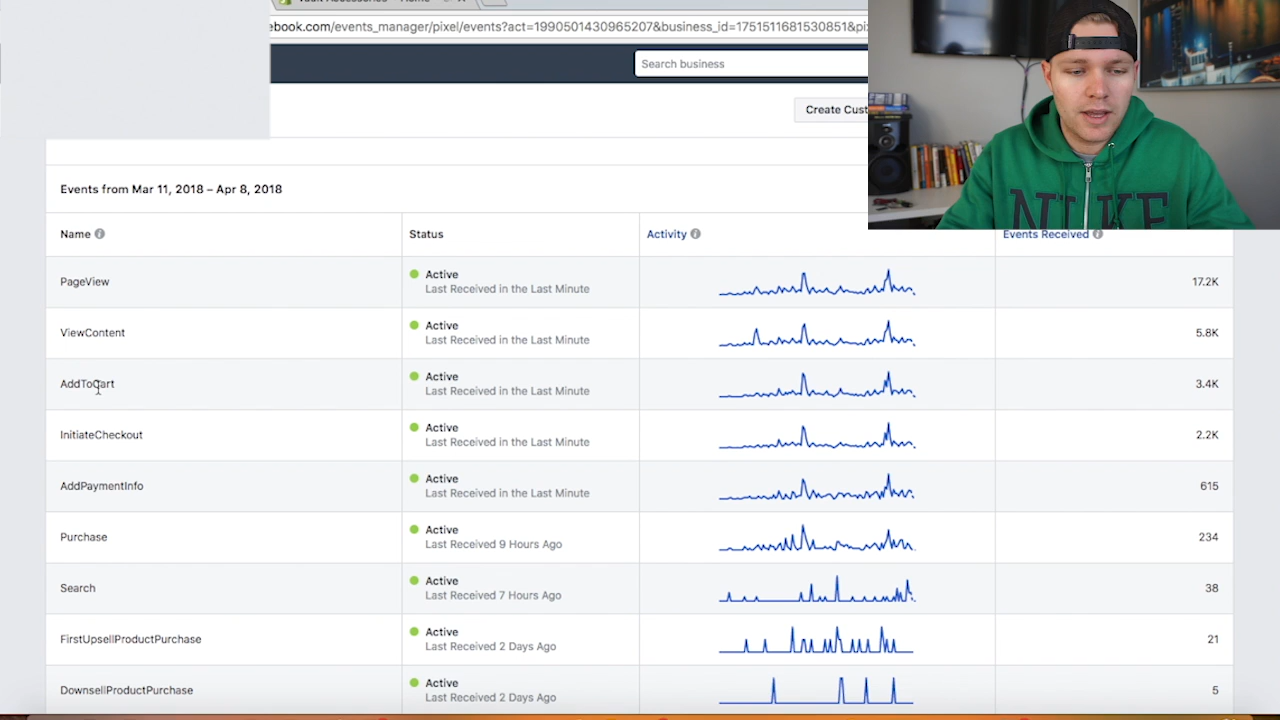 Home
ebook.com/events_manager/pixel/events?act=1990501430965207&business_id=1751511681530851&pi
Search business
Create Cust
Events from Mar 11, 2018 – Apr 8, 2018
Name Status Activity Events Received
PageView Active 17.2K
Last Received in the Last Minute
ViewContent Active 5.8K
Last Received in the Last Minute
AddToCart Active 3.4K
Last Received in the Last Minute
InitiateCheckout Active 2.2K
Last Received in the Last Minute
AddPaymentInfo Active 615
Last Received in the Last Minute
Purchase Active 234
Last Received 9 Hours Ago
Search Active 38
Last Received 7 Hours Ago
FirstUpsellProductPurchase Active 21
Last Received 2 Days Ago
DownsellProductPurchase Active 5
Last Received 2 Days Ago